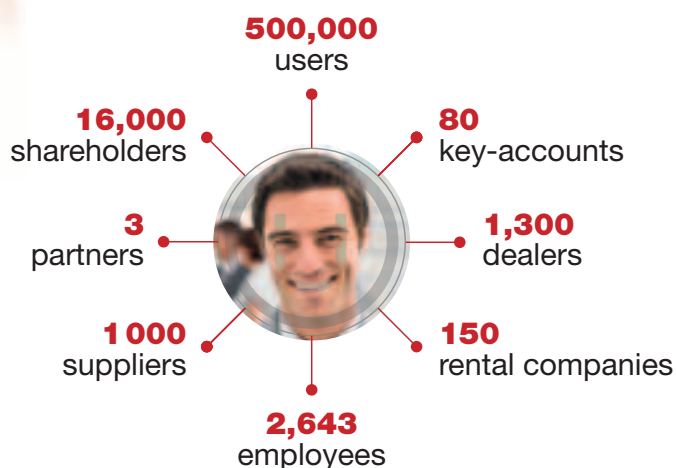 500,000
users
16,000
shareholders
80
key-accounts
3
partners
1,300
dealers
1 000
suppliers
150
rental companies
2,643
employees